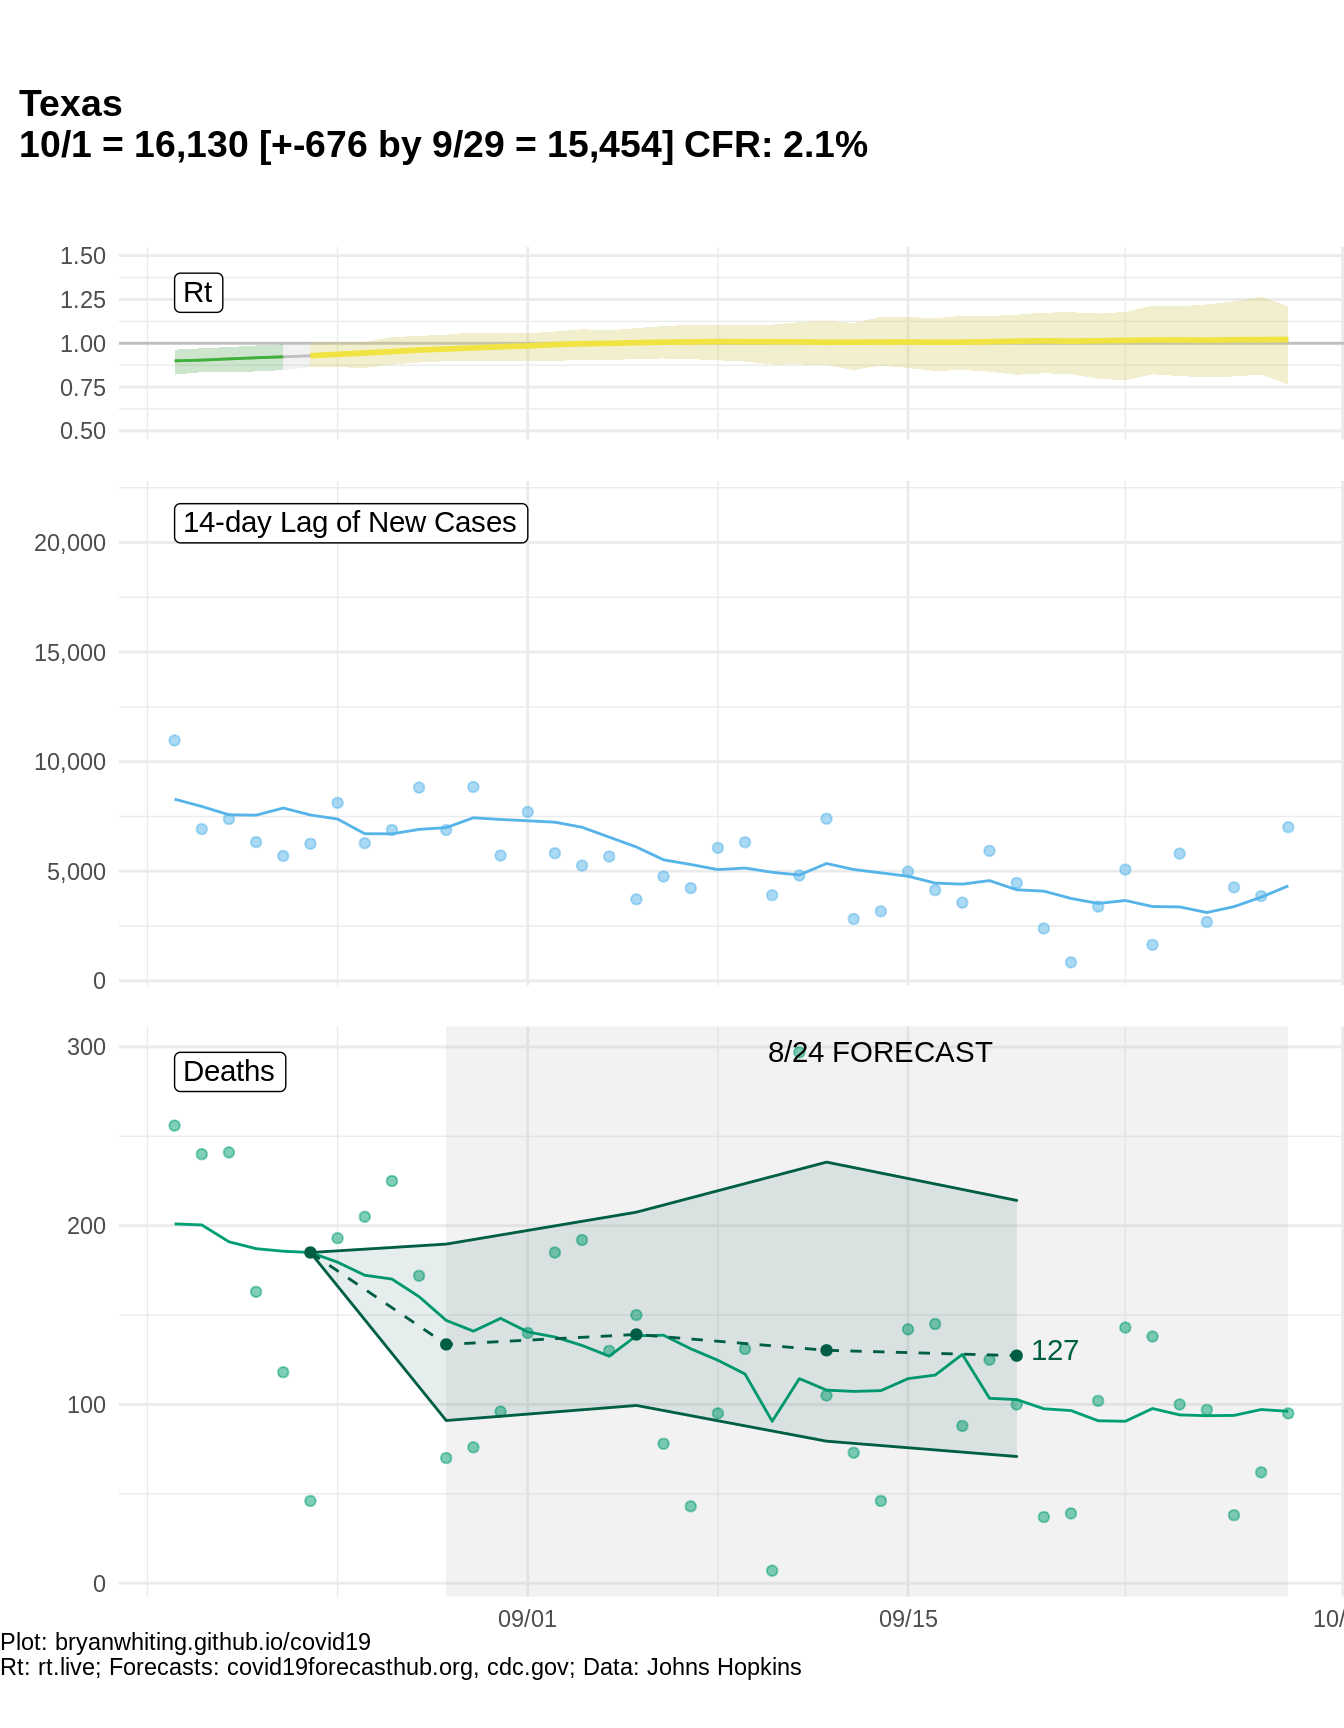 Texas
10/1 = 16,130 [+-676 by 9/29 = 15,454] CFR: 2.1%
1.50
Rt
1.25
1.00
0.75
0.50
14-day Lag of New Cases
20,000
15,000
10,000
5,000
0
8/24 FORECAST
300
Deaths
200
127
100
0
09/01 09/15 10/
Plot: bryanwhiting.github.io/covid19
Rt: rt.live; Forecasts: covid19forecasthub.org, cdc.gov; Data: Johns Hopkins